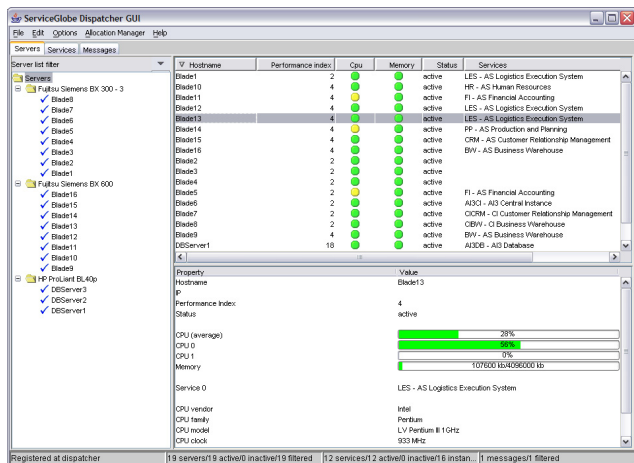 ServiceGlobe Dispatcher GUI
File Edit Options Allocation Manager Help
Servers Services Messages
Server list filter
Servers
Fujitsu Siemens BX 300 - 3
Blade8
Blade7
Blade6
Blade5
Blade4
Blade3
Blade2
Blade1
Fujitsu Siemens BX 600
Blade16
Blade15
Blade14
Blade13
Blade12
Blade11
Blade10
Blade9
HP ProLiant BL40p
DBServer3
DBServer2
DBServer1
Hostname Performance index Cpu Memory Status Services
Blade1 2 active LES - AS Logistics Execution System
Blade10 4 active HR - AS Human Resources
Blade11 4 active FI - AS Financial Accounting
Blade12 4 active LES - AS Logistics Execution System
Blade13 4 active LES - AS Logistics Execution System
Blade14 4 active PP - AS Production and Planning
Blade15 4 active CRM - AS Customer Relationship Management
Blade16 4 active BW - AS Business Warehouse
Blade2 2 active
Blade3 2 active
Blade4 2 active
Blade5 2 active FI - AS Financial Accounting
Blade6 2 active AI3CI - AI3 Central Instance
Blade7 2 active CICRM - CI Customer Relationship Management
Blade8 2 active CIBW - CI Business Warehouse
Blade9 4 active BW - AS Business Warehouse
DBServer1 18 active AI3DB - AI3 Database
Property Value
Hostname Blade13
IP
Performance Index 4
Status active
CPU (average) 28%
CPU 0 56%
CPU 1 0%
Memory 107600 kb/4096000 kb
Service 0 LES - AS Logistics Execution System
CPU vendor Intel
CPU family Pentium
CPU model LV Pentium III 1GHz
CPU clock 933 MHz
Registered at dispatcher 19 servers/19 active/0 inactive/19 filtered 12 services/12 active/0 inactive/16 instan... 1 messages/1 filtered